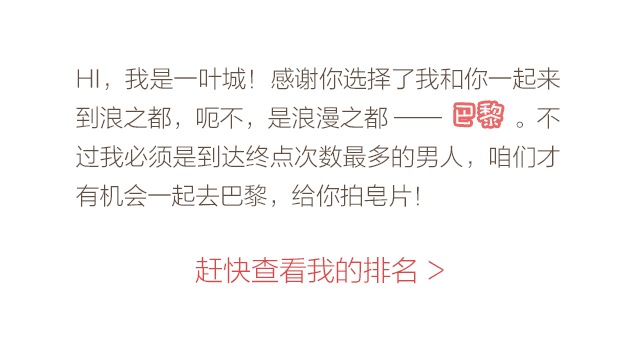 HI，我是一叶城！感谢你选择了我和你一起来
到浪之都，呃不，是浪漫之都 —— 巴黎 。不
过我必须是到达终点次数最多的男人，咱们才
有机会一起去巴黎，给你拍皂片！
赶快查看我的排名 >